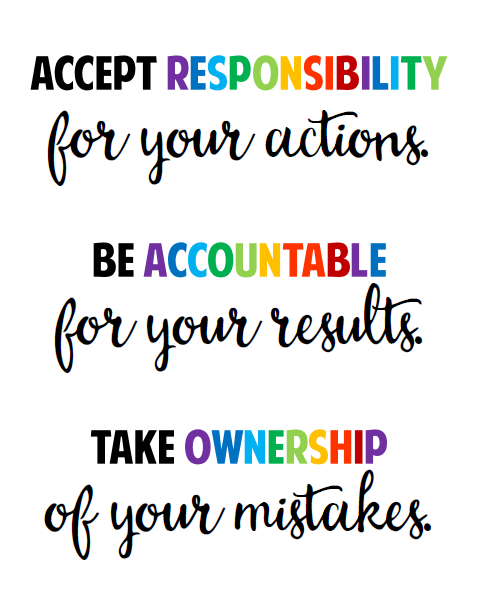 ACCEPT RESPONSIBILITY
for your actions.
BE ACCOUNTABLE
for your results.
TAKE OWNERSHIP
of your mistakes.